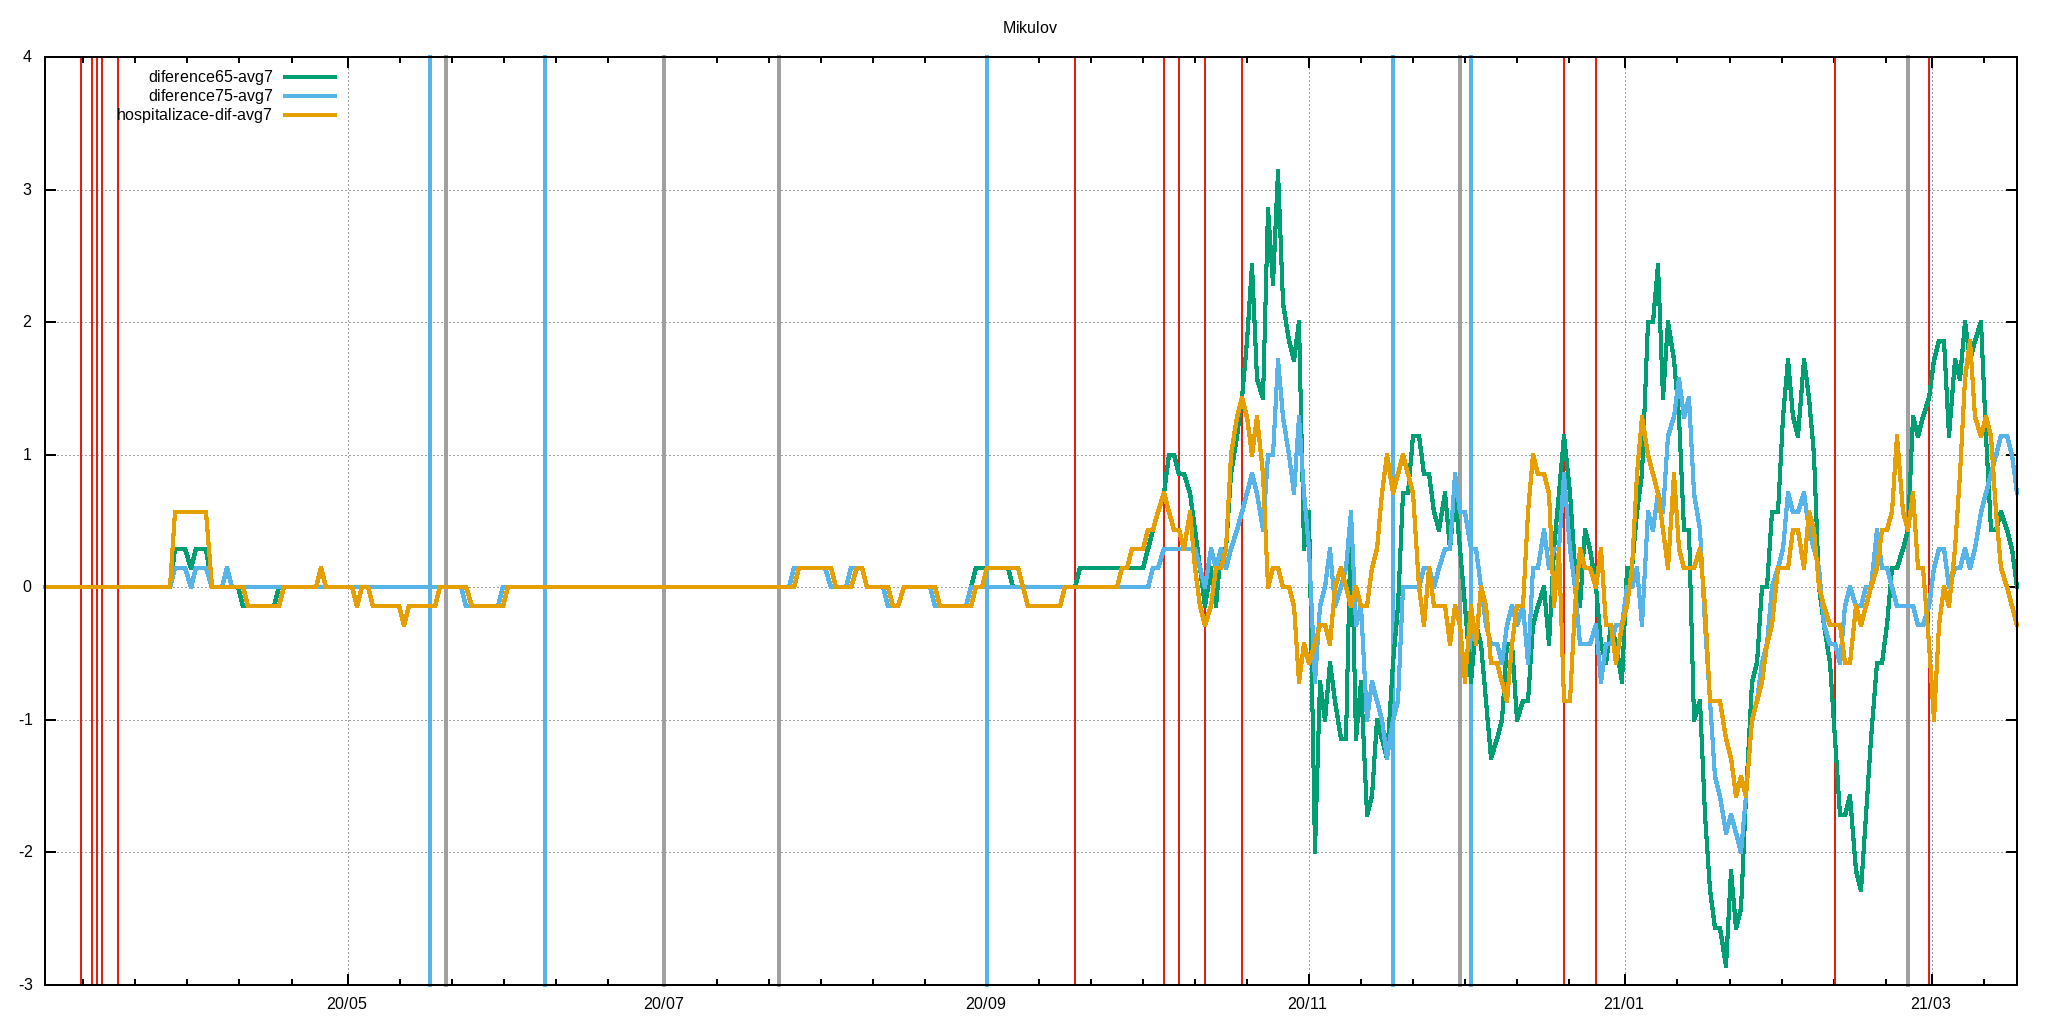 Mikulov
diference65-avg7
diference75-avg7
hospitalizace-dif-avg7
4
3
2
1
0
-1
-2
-3
20/05 20/07 20/09 20/11 21/01 21/03